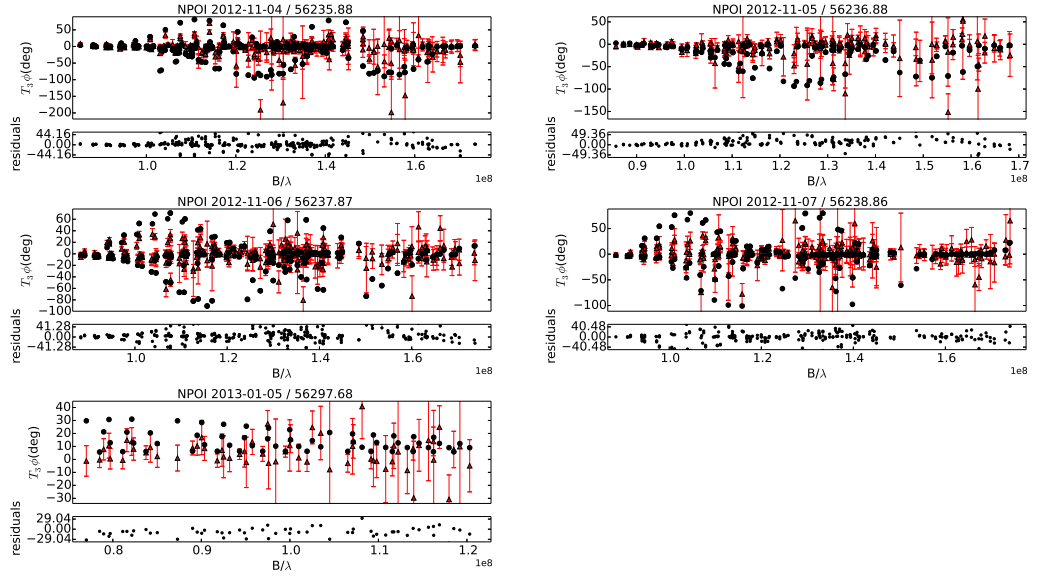 NPOI 2012-11-04 / 56235.88
T₃φ(deg)
50
0
−50
−100
−150
−200
residuals
44.16
0.00
−44.16
1.0
1.2
1.4
1.6
1e8
B/λ
NPOI 2012-11-05 / 56236.88
T₃φ(deg)
50
0
−50
−100
−150
residuals
49.36
0.00
−49.36
0.9
1.0
1.1
1.2
1.3
1.4
1.5
1.6
1.7
1e8
B/λ
NPOI 2012-11-06 / 56237.87
T₃φ(deg)
60
40
20
0
−20
−40
−60
−80
−100
residuals
41.28
0.00
−41.28
1.0
1.2
1.4
1.6
1e8
B/λ
NPOI 2012-11-07 / 56238.86
T₃φ(deg)
50
0
−50
−100
residuals
40.48
0.00
−40.48
1.0
1.2
1.4
1.6
1e8
B/λ
NPOI 2013-01-05 / 56297.68
T₃φ(deg)
40
30
20
10
0
−10
−20
−30
residuals
29.04
0.00
−29.04
0.8
0.9
1.0
1.1
1.2
1e8
B/λ